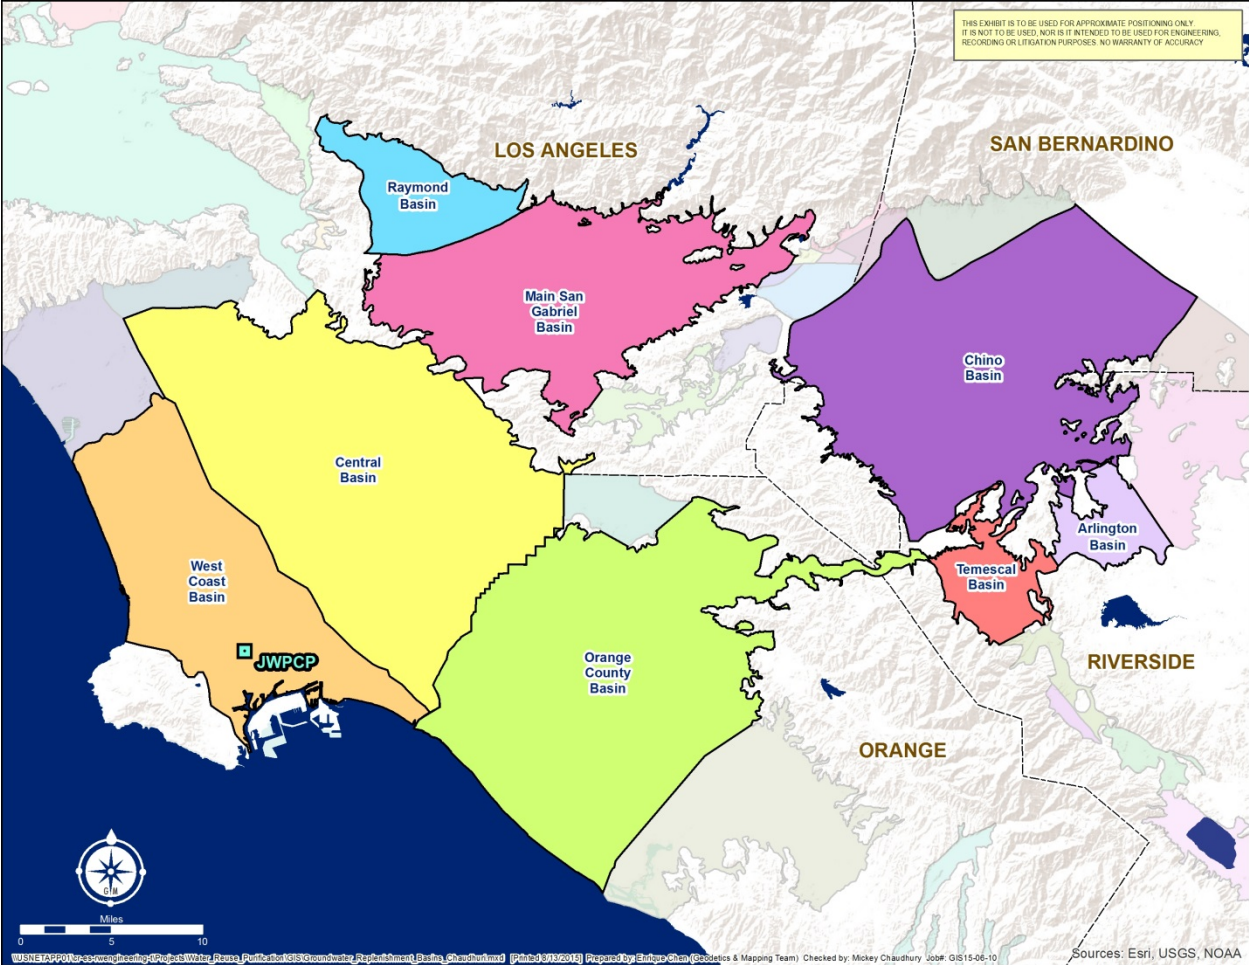 THIS EXHIBIT IS TO BE USED FOR APPROXIMATE POSITIONING ONLY.
IT IS NOT TO BE USED, NOR IS IT INTENDED TO BE USED FOR ENGINEERING,
RECORDING OR LITIGATION PURPOSES. NO WARRANTY OF ACCURACY
LOS ANGELES
SAN BERNARDINO
Raymond
Basin
Main San
Gabriel
Basin
Chino
Basin
Central
Basin
Arlington
Basin
West
Coast
Basin
Temescal
Basin
JWPCP
Orange
County
Basin
RIVERSIDE
ORANGE
G M
Miles
0 5 10
[Printed 8/13/2015] Prepared by: Enrique Chen (Geodetics & Mapping Team) Checked by: Mickey Chaudhury Job#: GIS15-06-10
Sources: Esri, USGS, NOAA